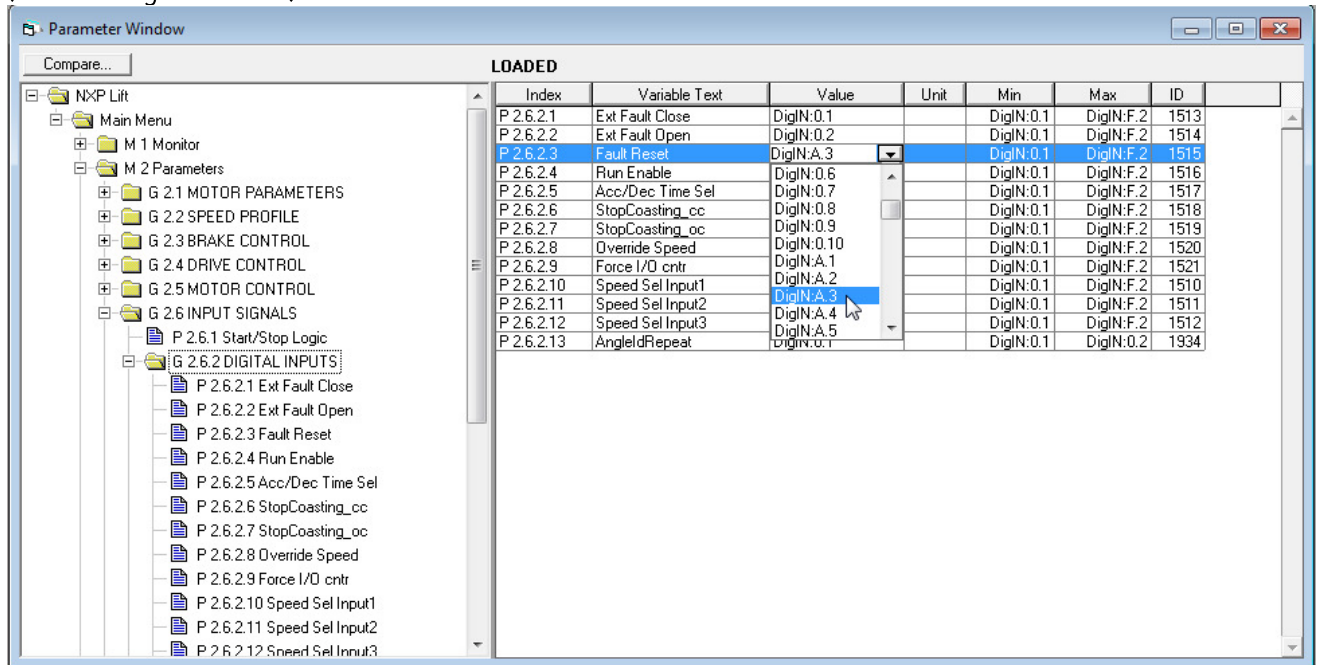 Parameter Window
Compare...
LOADED
NXP Lift
Main Menu
M 1 Monitor
M 2 Parameters
G 2.1 MOTOR PARAMETERS
G 2.2 SPEED PROFILE
G 2.3 BRAKE CONTROL
G 2.4 DRIVE CONTROL
G 2.5 MOTOR CONTROL
G 2.6 INPUT SIGNALS
P 2.6.1 Start/Stop Logic
G 2.6.2 DIGITAL INPUTS
P 2.6.2.1 Ext Fault Close
P 2.6.2.2 Ext Fault Open
P 2.6.2.3 Fault Reset
P 2.6.2.4 Run Enable
P 2.6.2.5 Acc/Dec Time Sel
P 2.6.2.6 StopCoasting_cc
P 2.6.2.7 StopCoasting_oc
P 2.6.2.8 Override Speed
P 2.6.2.9 Force I/O cntr
P 2.6.2.10 Speed Sel Input1
P 2.6.2.11 Speed Sel Input2
P 2.6.2.12 Speed Sel Input3
Index Variable Text Value Unit Min Max ID
P 2.6.2.1 Ext Fault Close DigIN:0.1 DigIN:0.1 DigIN:F.2 1513
P 2.6.2.2 Ext Fault Open DigIN:0.2 DigIN:0.1 DigIN:F.2 1514
P 2.6.2.3 Fault Reset DigIN:A.3 DigIN:0.1 DigIN:F.2 1515
P 2.6.2.4 Run Enable DigIN:0.1 DigIN:F.2 1516
P 2.6.2.5 Acc/Dec Time Sel DigIN:0.1 DigIN:F.2 1517
P 2.6.2.6 StopCoasting_cc DigIN:0.1 DigIN:F.2 1518
P 2.6.2.7 StopCoasting_oc DigIN:0.1 DigIN:F.2 1519
P 2.6.2.8 Override Speed DigIN:0.1 DigIN:F.2 1520
P 2.6.2.9 Force I/O cntr DigIN:0.1 DigIN:F.2 1521
P 2.6.2.10 Speed Sel Input1 DigIN:0.1 DigIN:F.2 1510
P 2.6.2.11 Speed Sel Input2 DigIN:0.1 DigIN:F.2 1511
P 2.6.2.12 Speed Sel Input3 DigIN:0.1 DigIN:F.2 1512
P 2.6.2.13 AngleIdRepeat DigIN:0.1 DigIN:0.1 DigIN:0.2 1934
DigIN:0.6
DigIN:0.7
DigIN:0.8
DigIN:0.9
DigIN:0.10
DigIN:A.1
DigIN:A.2
DigIN:A.3
DigIN:A.4
DigIN:A.5